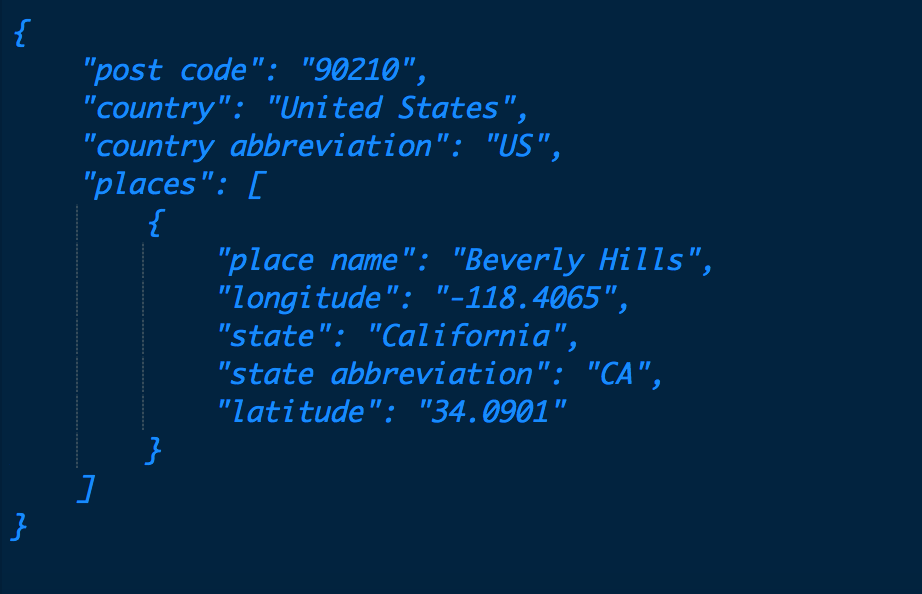 {
    "post code": "90210",
    "country": "United States",
    "country abbreviation": "US",
    "places": [
        {
            "place name": "Beverly Hills",
            "longitude": "-118.4065",
            "state": "California",
            "state abbreviation": "CA",
            "latitude": "34.0901"
        }
    ]
}